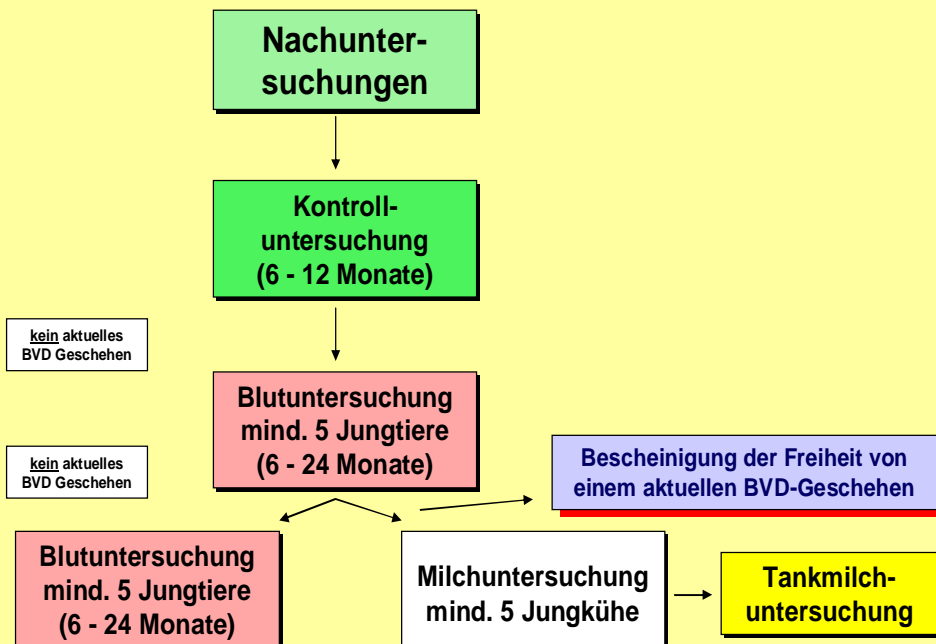 Nachunter-
suchungen
Kontroll-
untersuchung
(6 - 12 Monate)
kein aktuelles
BVD Geschehen
Blutuntersuchung
mind. 5 Jungtiere
(6 - 24 Monate)
kein aktuelles
BVD Geschehen
Bescheinigung der Freiheit von
einem aktuellen BVD-Geschehen
Blutuntersuchung
mind. 5 Jungtiere
(6 - 24 Monate)
Milchuntersuchung
mind. 5 Jungkühe
Tankmilch-
untersuchung